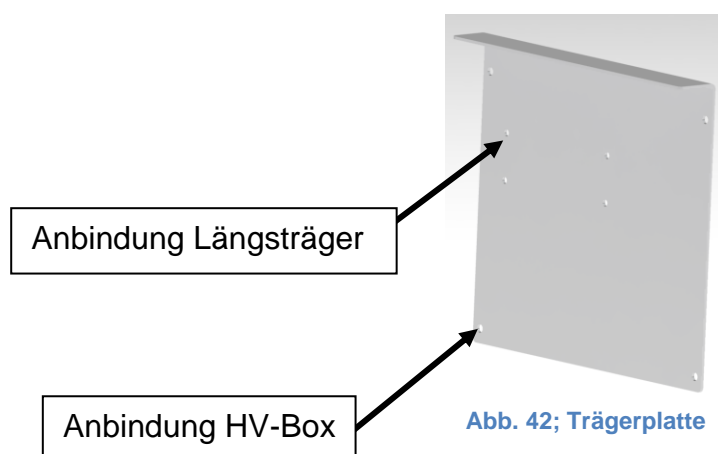 Anbindung Längsträger
Anbindung HV-Box
Abb. 42; Trägerplatte